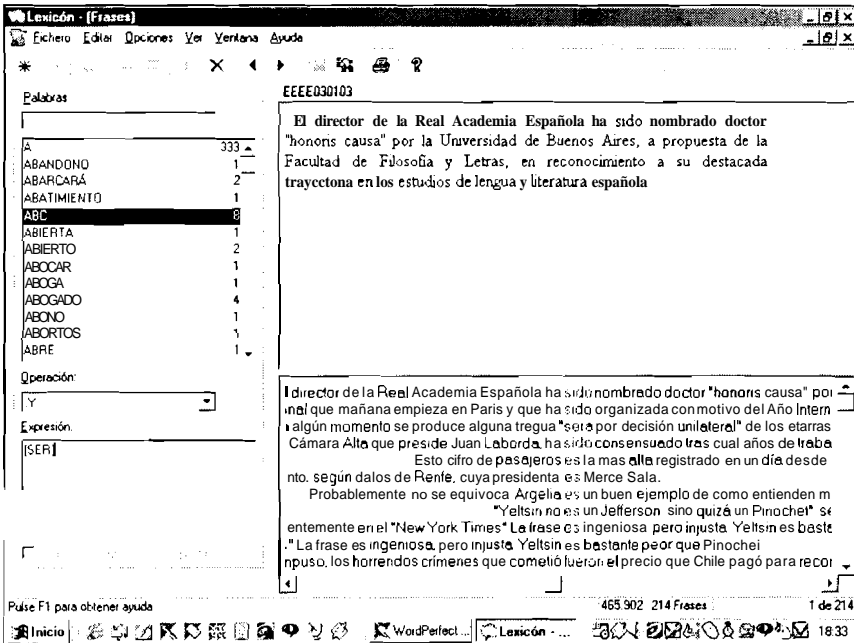 Lexicón - [Frases]
Fichero Editar Opciones Ver Ventana Ayuda
Palabras
A 333
ABANDONO 1
ABARCARÁ 2
ABATIMIENTO 1
ABC 8
ABIERTA 1
ABIERTO 2
ABOCAR 1
ABOGA 1
ABOGADO 4
ABONO 1
ABORTOS 1
ABRE 1
Operación:
Y
Expresión.
[SER]
EEEE030103
El director de la Real Academia Española ha sido nombrado doctor
"honoris causa" por la Universidad de Buenos Aires, a propuesta de la
Facultad de Filosofía y Letras, en reconocimiento a su destacada
trayectona en los estudios de lengua y literatura española
l director de la Real Academia Española ha sido nombrado doctor "honoris causa" por
inal que mañana empieza en Paris y que ha sido organizada con motivo del Año Intern
algún momento se produce alguna tregua "sera por decisión unilateral" de los etarras
Cámara Alta que preside Juan Laborda, ha sido consensuado tras cual años de traba
Esto cifro de pasajeros es la mas alta registrado en un día desde
nto. según dalos de Renfe, cuya presidenta es Merce Sala.
Probablemente no se equivoca Argelia es un buen ejemplo de como entienden m
"Yeltsin no es un Jefferson sino quizá un Pinochet" se
entemente en el "New York Times" La frase es ingeniosa pero injusta Yeltsin es basta
." La frase es ingeniosa, pero injusta Yeltsin es bastante peor que Pinochei
npuso, los horrendos crímenes que cometió fueron el precio que Chile pagó para recor
Pulse F1 para obtener ayuda 465.902 214 Frases 1 de 214
Inicio WordPerfect ... Lexicón - ... 18:33